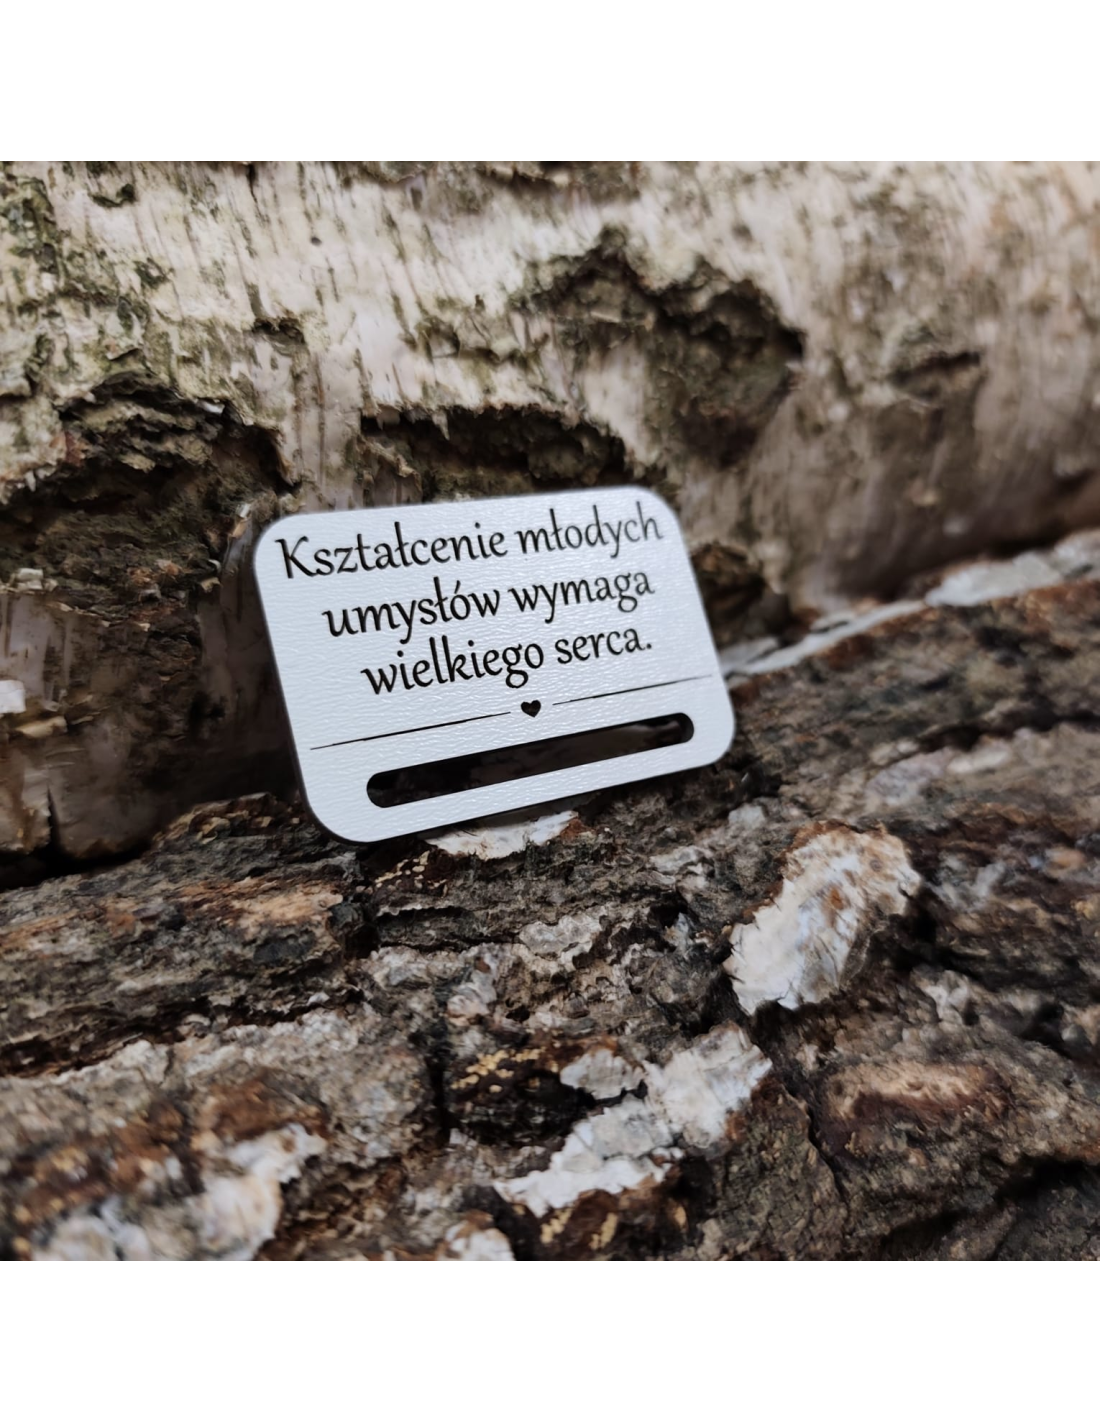 Kształcenie młodych
umysłów wymaga
wielkiego serca.